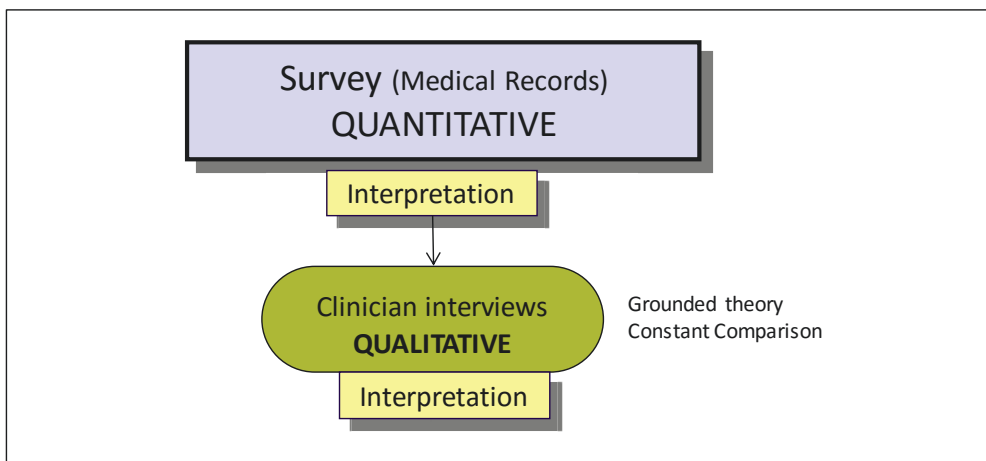 Survey (Medical Records)
QUANTITATIVE
Interpretation
Clinician interviews
QUALITATIVE
Grounded theory
Constant Comparison
Interpretation